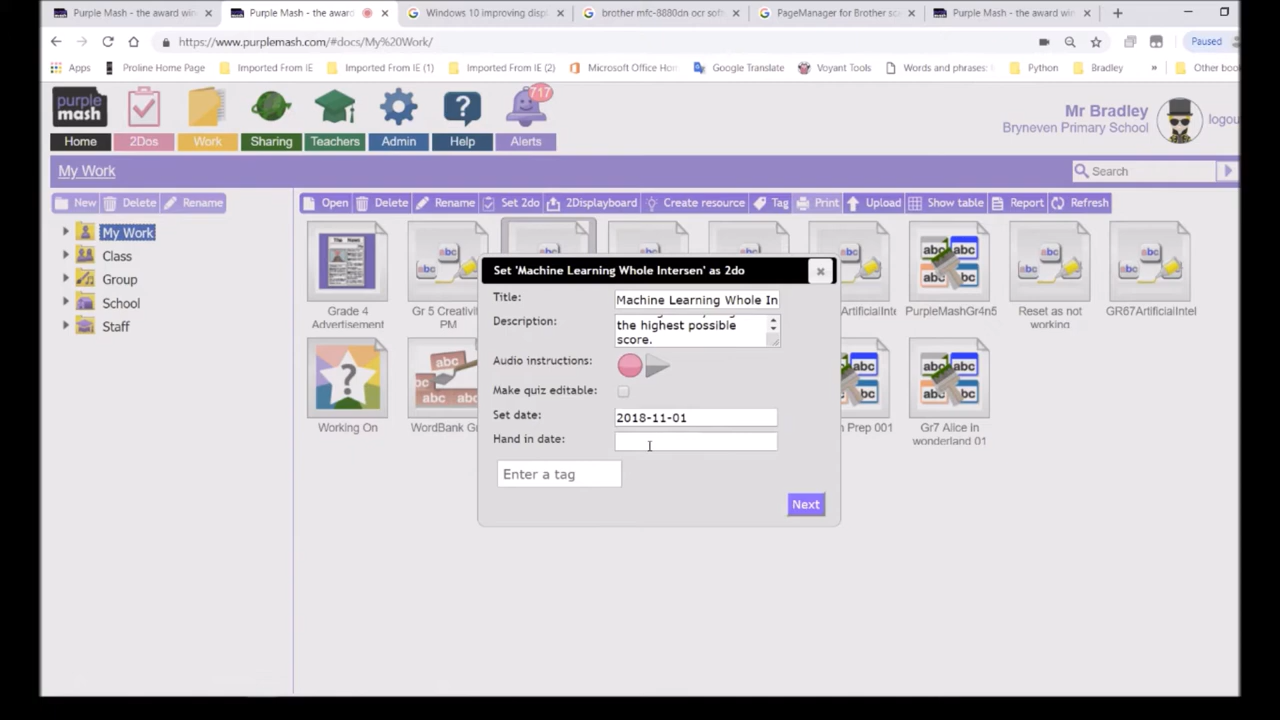 Purple Mash - the award win
Purple Mash - the award
Windows 10 improving disp
brother mfc-8880dn ocr soft
PageManager for Brother sc
Purple Mash - the award wi
https://www.purplemash.com/#docs/My%20Work/
Paused
Apps
Proline Home Page
Imported From IE
Imported From IE (1)
Imported From IE (2)
Microsoft Office Hom
Google Translate
Voyant Tools
Words and phrases:
Python
Bradley
»
Other book
purple
mash
717
Home
2Dos
Work
Sharing
Teachers
Admin
Help
Alerts
Mr Bradley
Bryneven Primary School
logou
My Work
Search
New
Delete
Rename
Open
Delete
Rename
Set 2do
2Displayboard
Create resource
Tag
Print
Upload
Show table
Report
Refresh
My Work
Class
Group
School
Staff
Grade 4
Advertisement
Gr 5 Creativi
PM
ArtificialInte
PurpleMashGr4n5
Reset as not
working
GR67ArtificialIntel
Working On
WordBank G
Prep 001
Gr7 Alice in
wonderland 01
Set 'Machine Learning Whole Intersen' as 2do
Title:
Machine Learning Whole In
Description:
the highest possible
score.
Audio instructions:
Make quiz editable:
Set date:
2018-11-01
Hand in date:
Enter a tag
Next